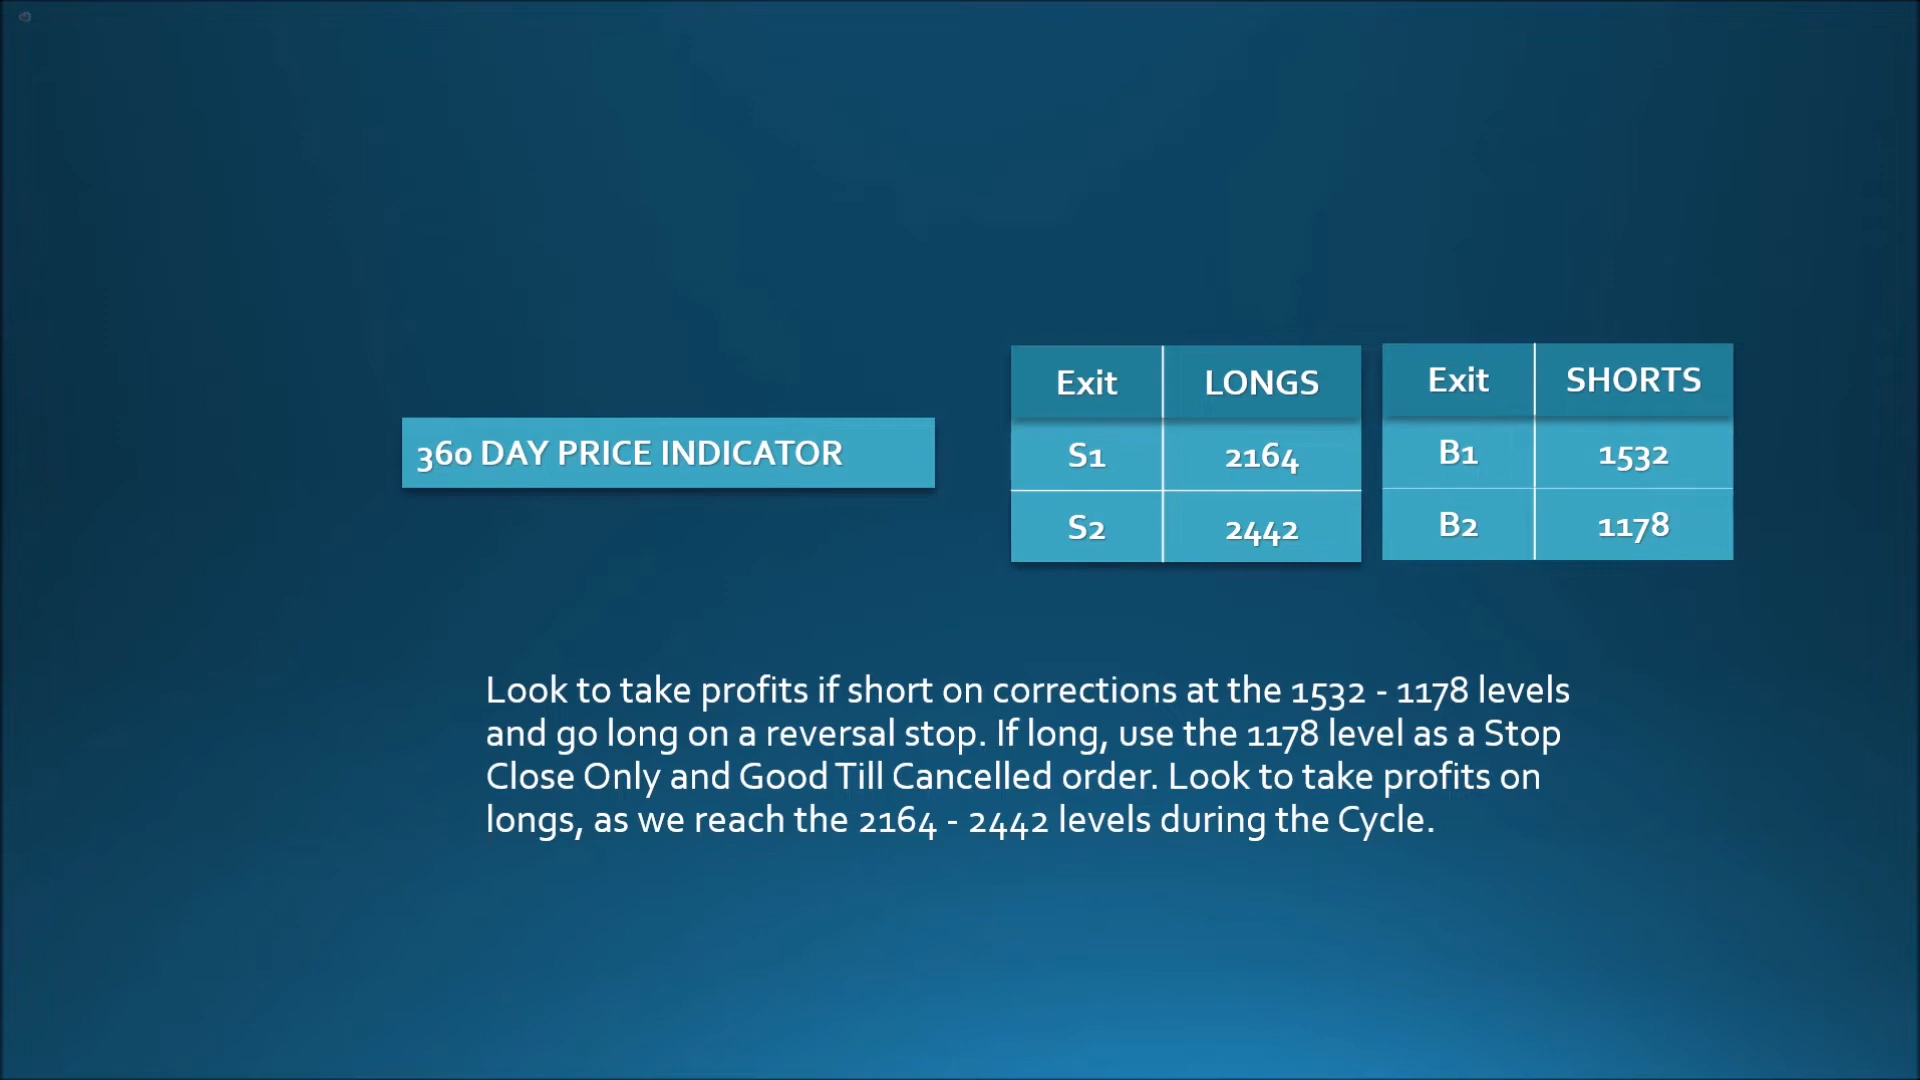 360 DAY PRICE INDICATOR
Exit LONGS
S1 2164
S2 2442
Exit SHORTS
B1 1532
B2 1178
Look to take profits if short on corrections at the 1532 - 1178 levels
and go long on a reversal stop. If long, use the 1178 level as a Stop
Close Only and Good Till Cancelled order. Look to take profits on
longs, as we reach the 2164 - 2442 levels during the Cycle.